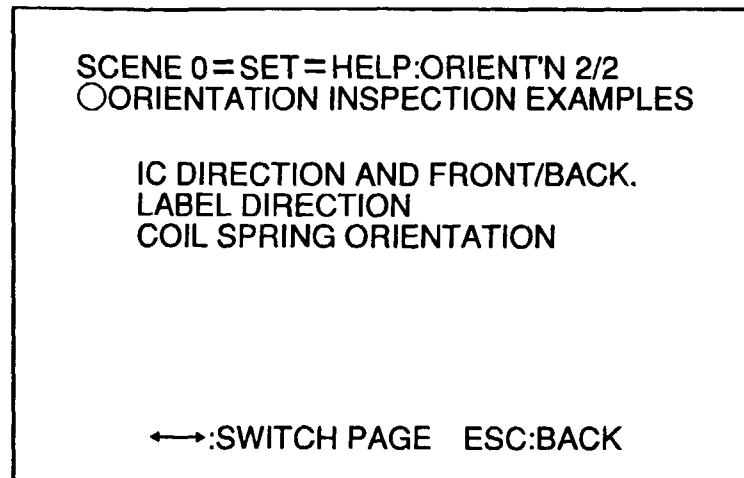 SCENE 0=SET=HELP:ORIENT'N 2/2
○ORIENTATION INSPECTION EXAMPLES
IC DIRECTION AND FRONT/BACK.
LABEL DIRECTION
COIL SPRING ORIENTATION
←→:SWITCH PAGE ESC:BACK